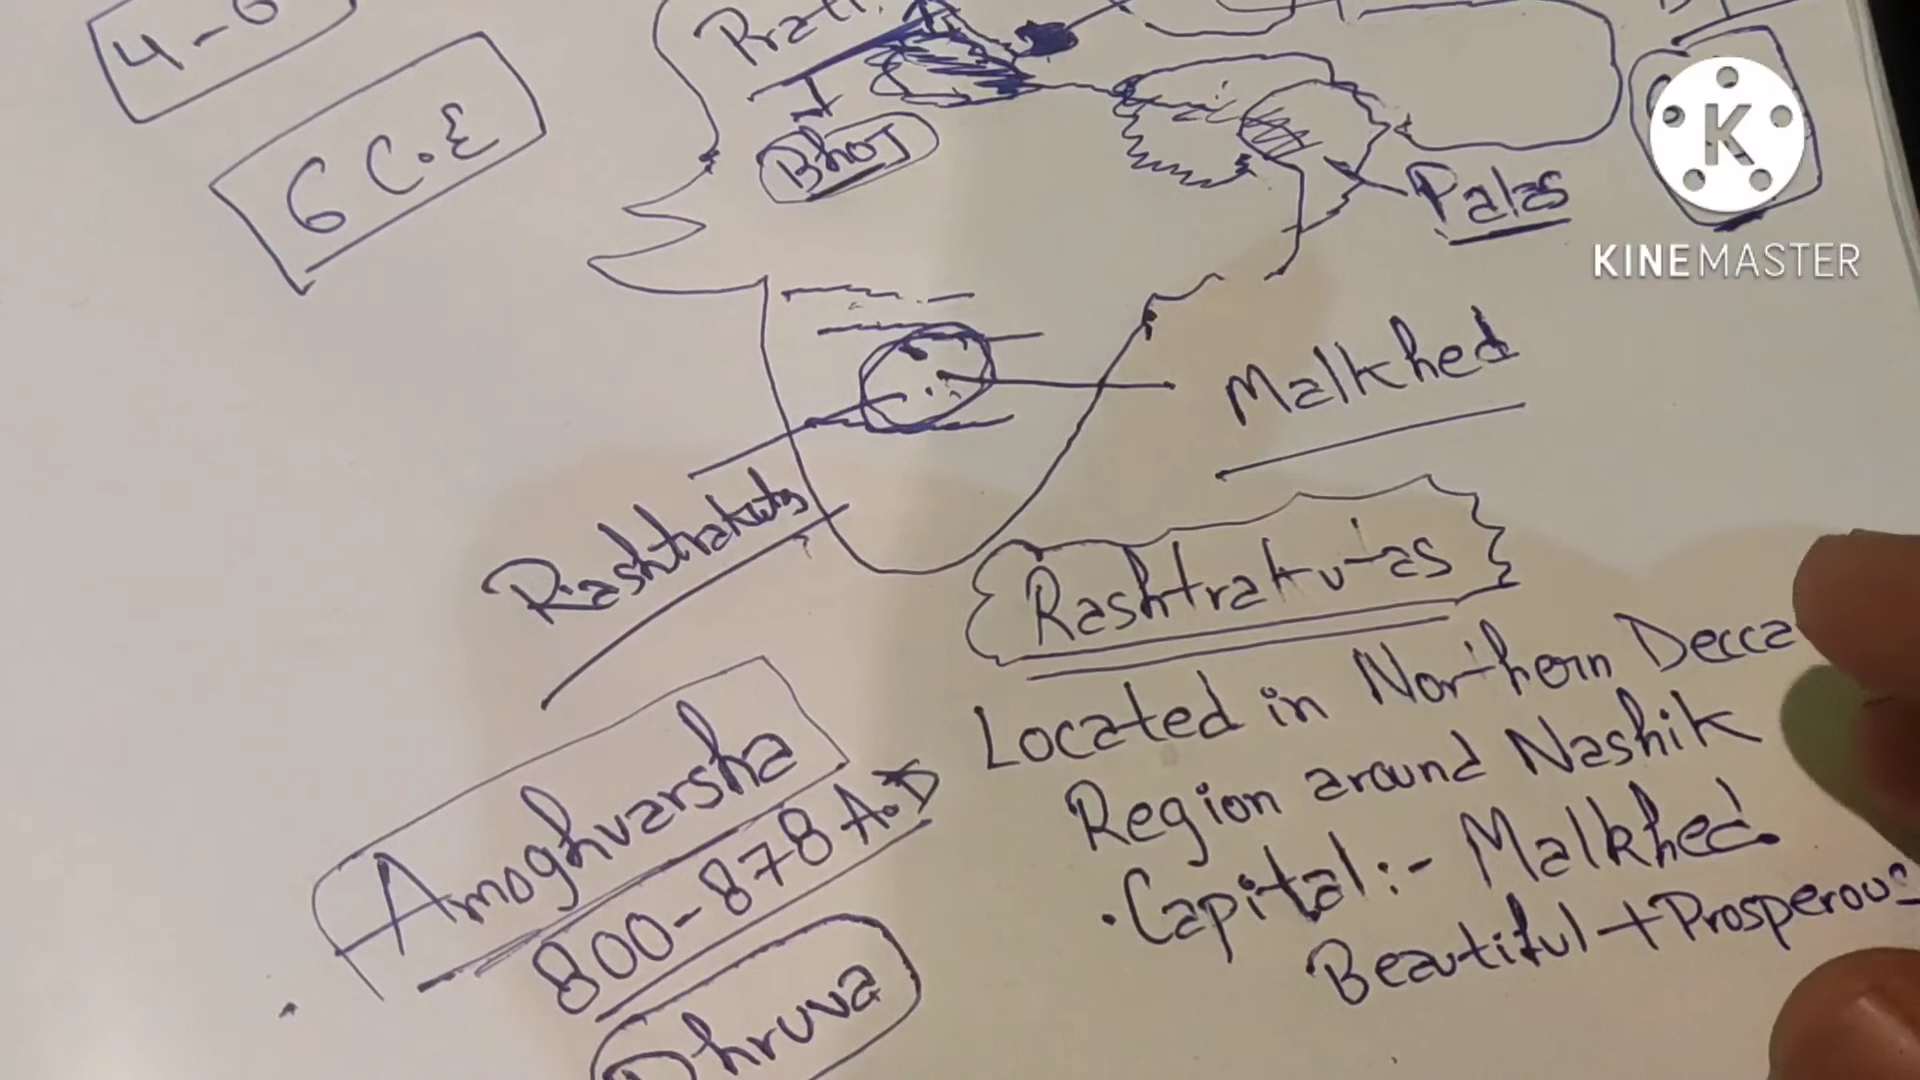 4-6
6 C.E
Bhoj
Palas
KINEMASTER
Malkhed
Rashtrakuta
Rashtrakutas
Located in Northern Decca
Region around Nashik
.Capital:- Malkhed.
Beautiful + Prosperous
Amoghvarsha
800-878 A.D
Dhruva